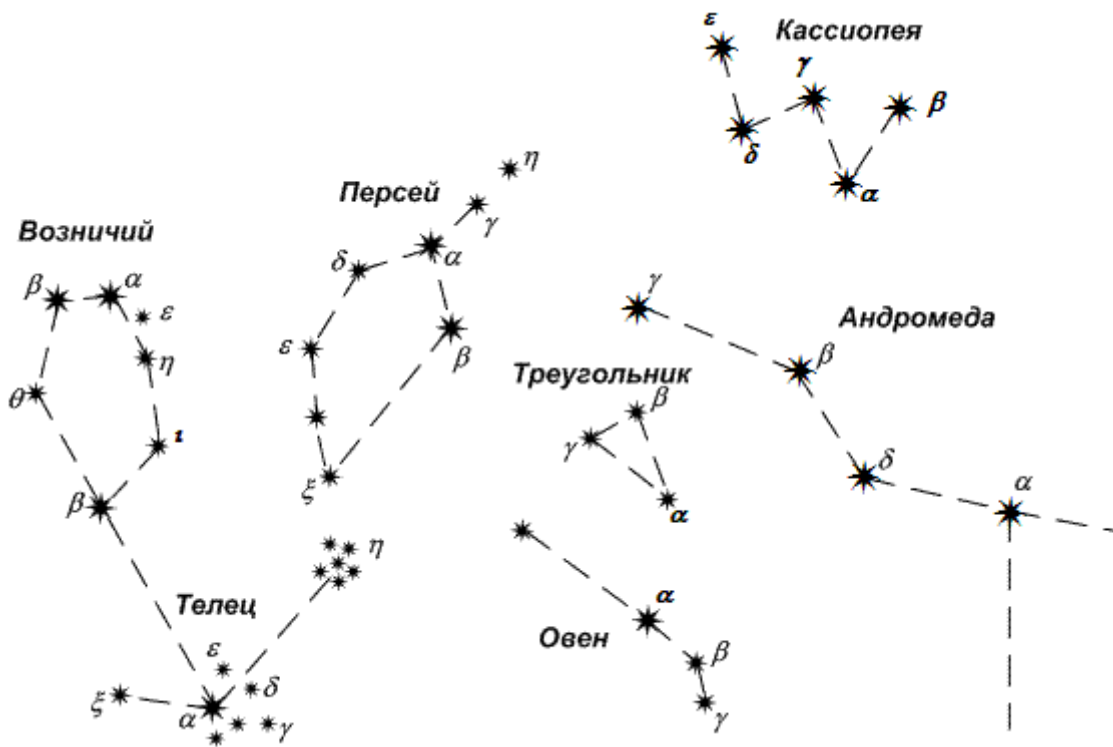 ε
Кассиопея
γ
β
δ
α
η
Персей
γ
Возничий
δ
α
β
α
ε
γ
Андромеда
ε
β
β
η
Треугольник
β
θ
γ
ι
δ
ξ
α
α
β
η
Телец
α
Овен
ε
β
δ
ξ
α
γ
γ